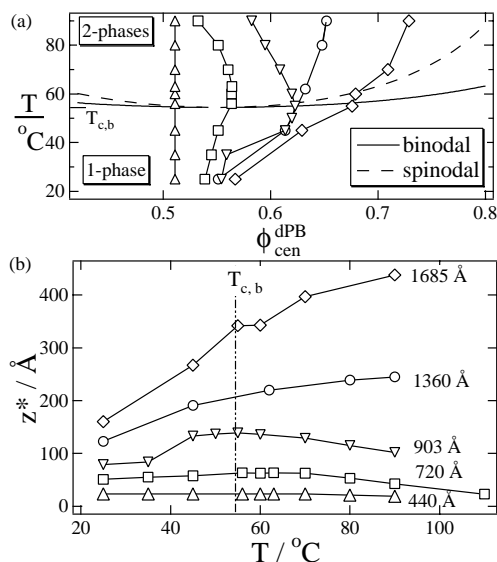 (a)
2-phases
80
60
40
20
T
°C
T_c,b
1-phase
binodal
spinodal
0.5 0.6 0.7 0.8
ϕ_cen^dPB
(b)
T_c, b
1685 Å
1360 Å
903 Å
720 Å
440 Å
400
300
200
100
0
z* / Å
20 40 60 80 100
T / °C